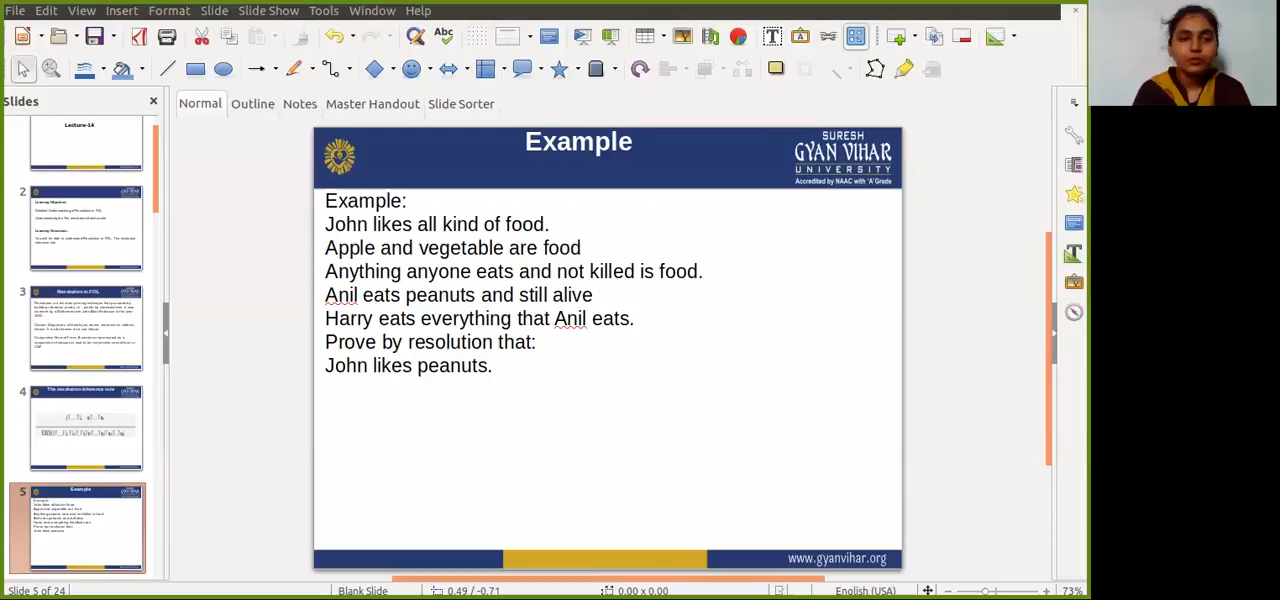 File Edit View Insert Format Slide Slide Show Tools Window Help
Abc
Slides
Normal Outline Notes Master Handout Slide Sorter
Lecture-14
2
3
Resolution in FOL
4
The resolution inference rule
5
Example
Example
SURESH
GYAN VIHAR
UNIVERSITY
Accredited by NAAC with 'A' Grade
Example:
John likes all kind of food.
Apple and vegetable are food
Anything anyone eats and not killed is food.
Anil eats peanuts and still alive
Harry eats everything that Anil eats.
Prove by resolution that:
John likes peanuts.
www.gyanvihar.org
Slide 5 of 24 Blank Slide 0.49 / -0.71 0.00 x 0.00 English (USA) 73%